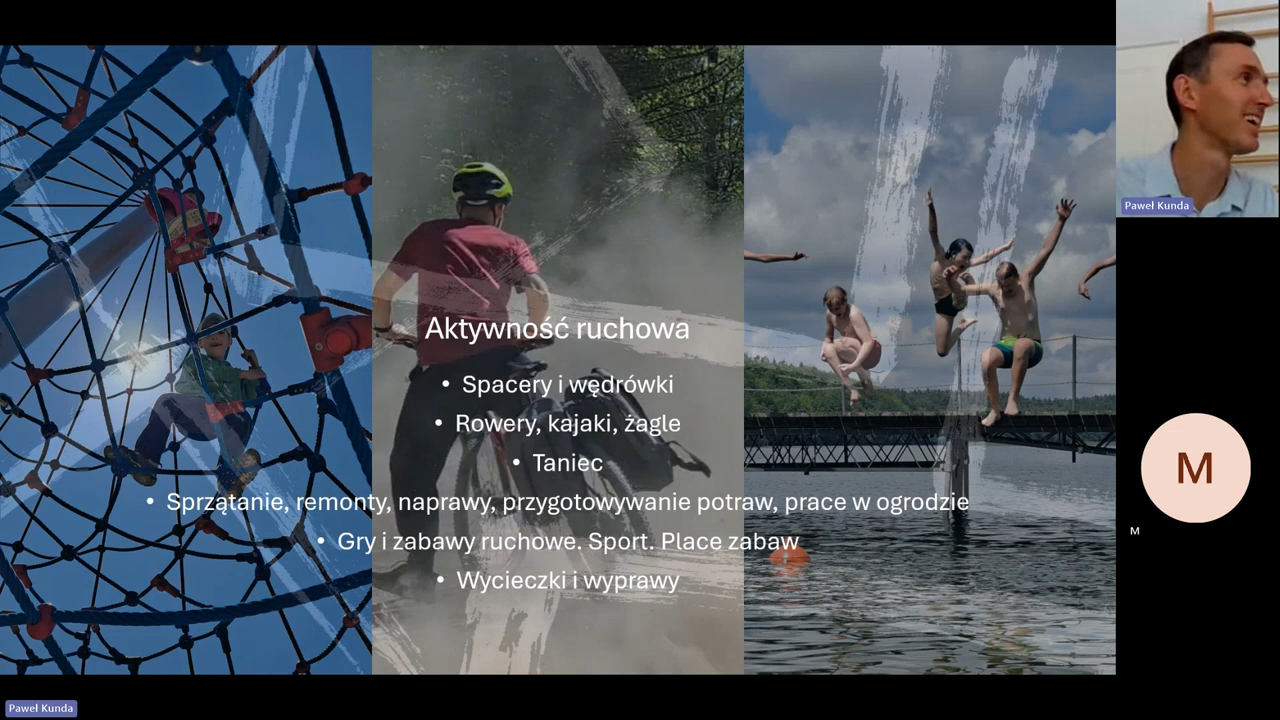 Paweł Kunda
Aktywność ruchowa
• Spacery i wędrówki
• Rowery, kajaki, żagle
• Taniec
• Sprzątanie, remonty, naprawy, przygotowywanie potraw, prace w ogrodzie
• Gry i zabawy ruchowe. Sport. Place zabaw
• Wycieczki i wyprawy
M
M
Paweł Kunda